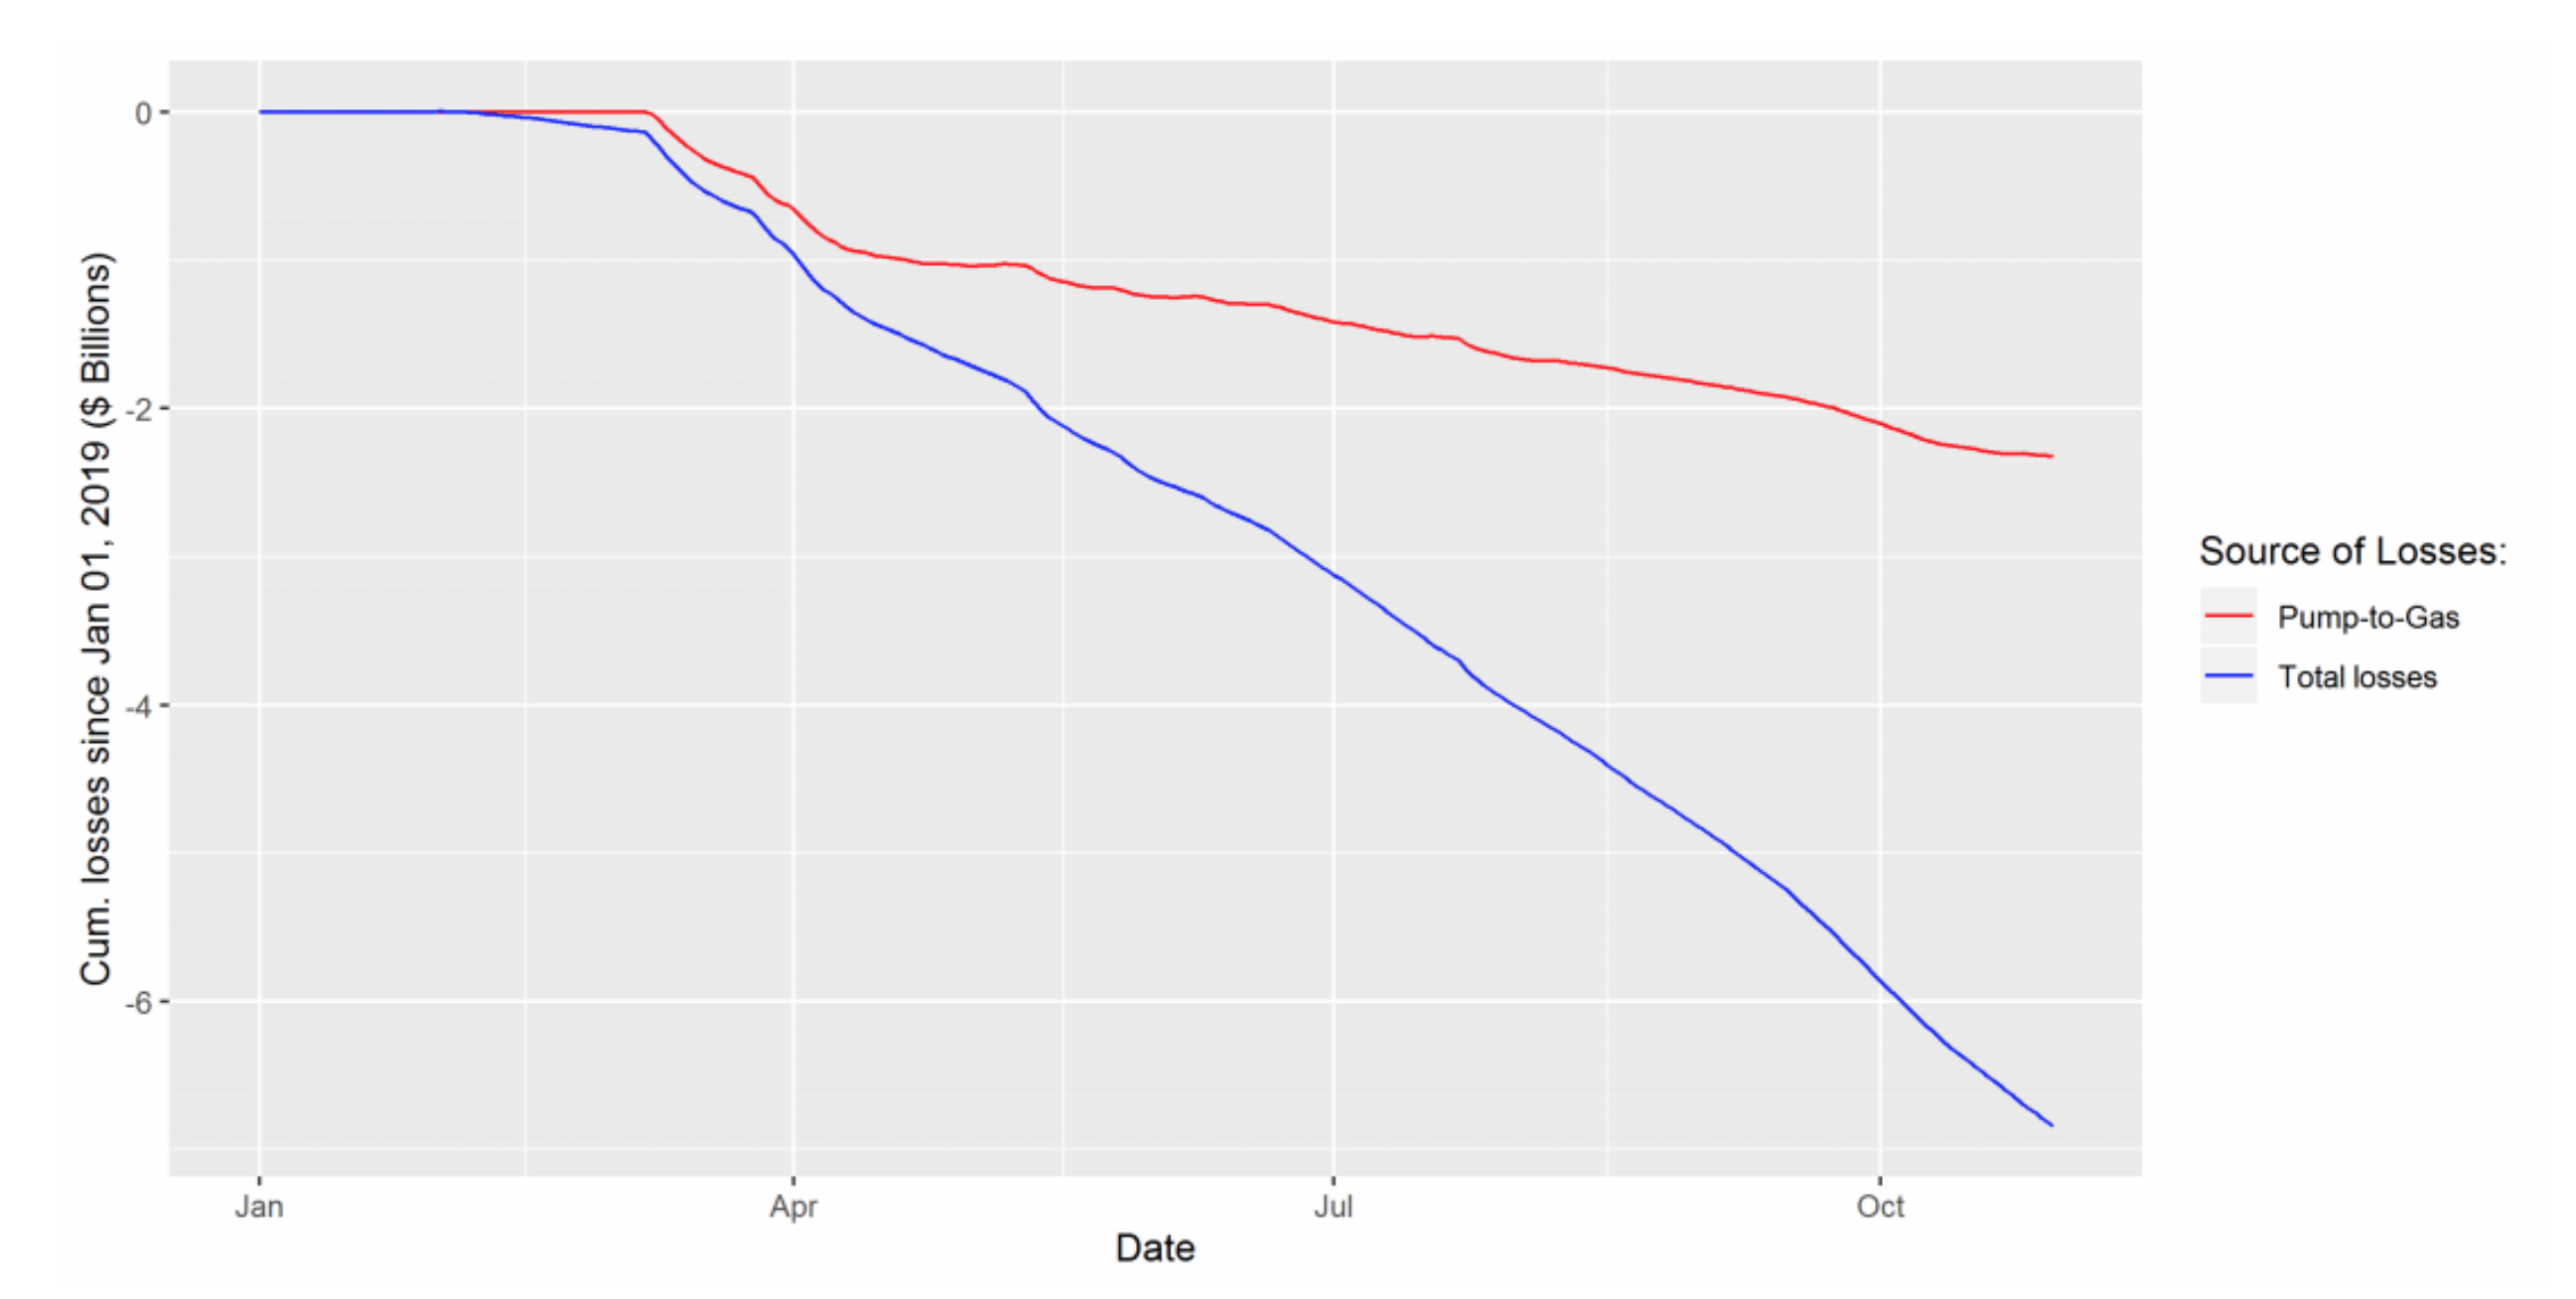 Cum. losses since Jan 01, 2019 ($ Billions)
0
-2
-4
-6
Jan
Apr
Jul
Oct
Date
Source of Losses:
Pump-to-Gas
Total losses